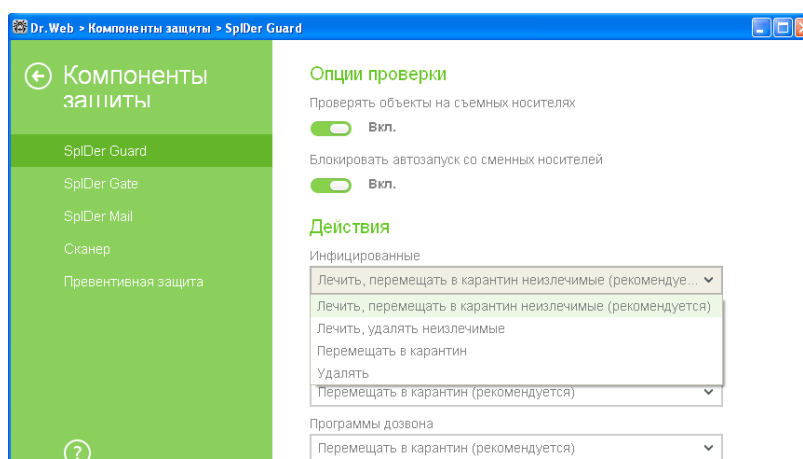 Dr.Web > Компоненты защиты > SpIDer Guard
Компоненты
защиты
SpIDer Guard
SpIDer Gate
SpIDer Mail
Сканер
Превентивная защита
?
Опции проверки
Проверять объекты на съемных носителях
Вкл.
Блокировать автозапуск со сменных носителей
Вкл.
Действия
Инфицированные
Лечить, перемещать в карантин неизлечимые (рекомендуе...
Лечить, перемещать в карантин неизлечимые (рекомендуется)
Лечить, удалять неизлечимые
Перемещать в карантин
Удалять
Перемещать в карантин (рекомендуется)
Программы дозвона
Перемещать в карантин (рекомендуется)